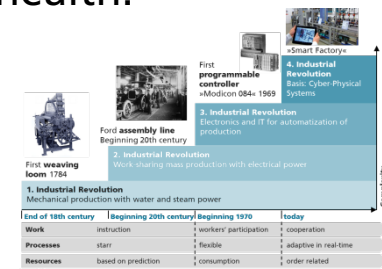 health.
First
programmable
controller
»Modicon 084« 1969
»Smart Factory«
4. Industrial
Revolution
Basis: Cyber-Physical
Systems
Ford assembly line
Beginning 20th century
3. Industrial Revolution
Electronics and IT for automatization of
production
First weaving
loom 1784
2. Industrial Revolution
Work-sharing mass production with electrical power
1. Industrial Revolution
Mechanical production with water and steam power
End of 18th century Beginning 20th century Beginning 1970 today
Work instruction workers' participation cooperation
Processes starr flexible adaptive in real-time
Resources based on prediction consumption order related